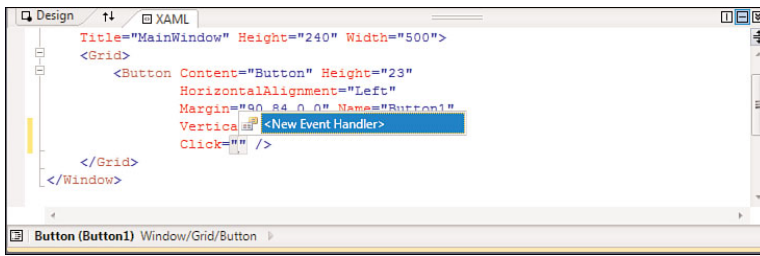 Design XAML
Title="MainWindow" Height="240" Width="500">
<Grid>
<Button Content="Button" Height="23"
HorizontalAlignment="Left"
Margin="90,84,0,0" Name="Button1"
Vertica <New Event Handler>
Click="" />
</Grid>
</Window>
Button (Button1) Window/Grid/Button